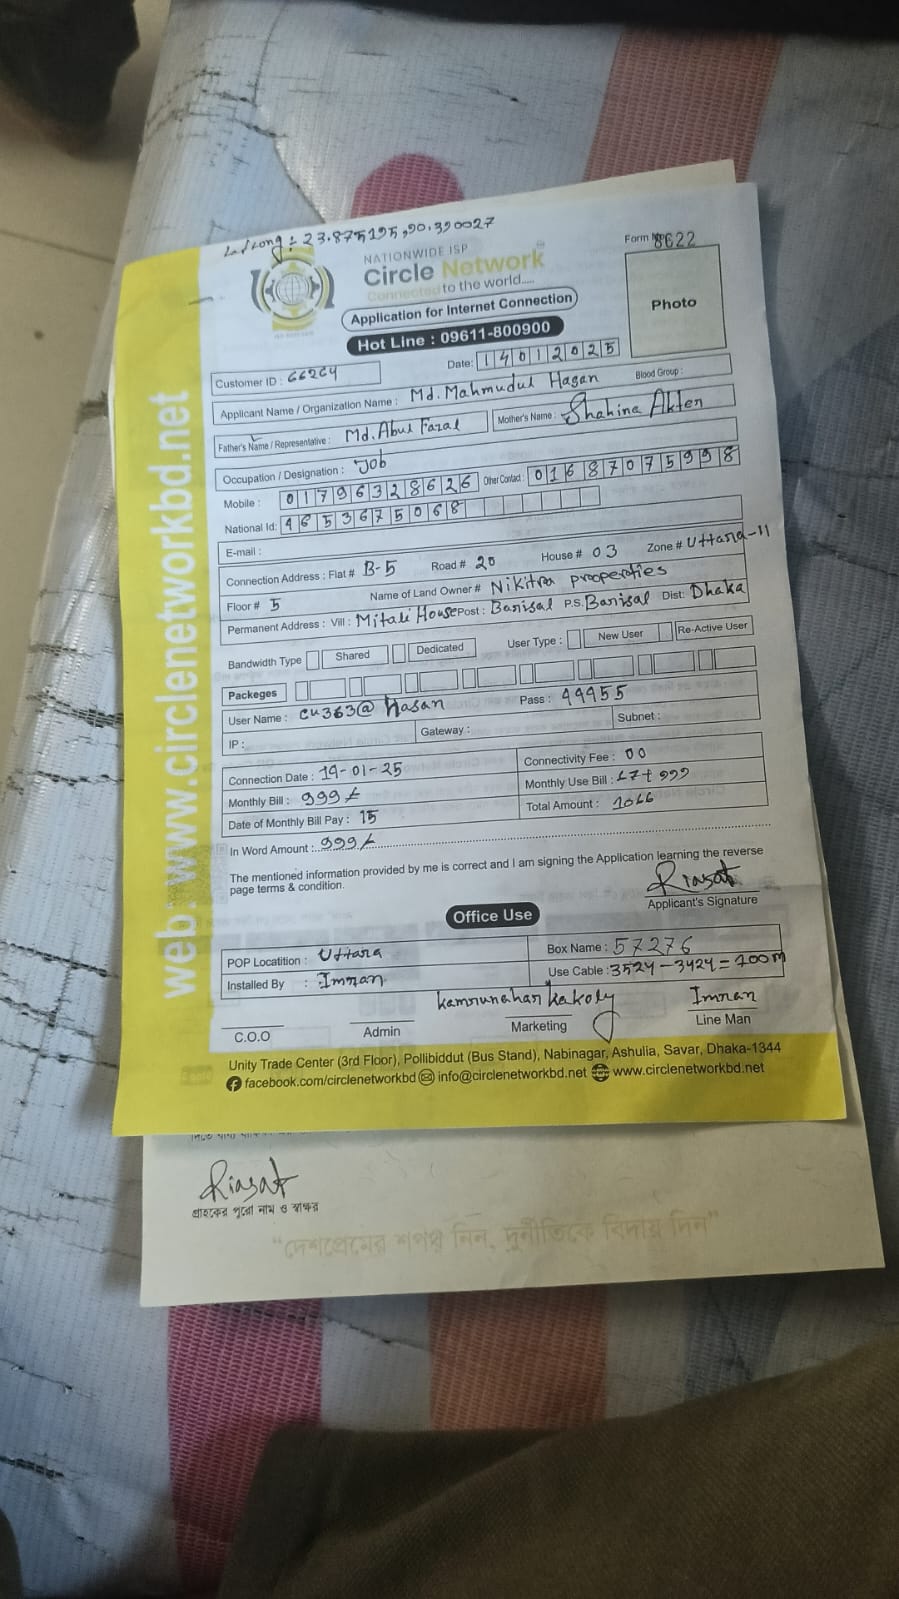 Lat/Long : 23.875195,90.390027
NATIONWIDE ISP
Circle Network
Connected to the world.....
Form No 8622
Photo
Application for Internet Connection
Hot Line : 09611-800900
Customer ID : 66264
Date: 14012025
Applicant Name / Organization Name : Md. Mahmudul Hasan Blood Group :
Father's Name / Representative : Md. Abul Fazal Mother's Name : Shahina Akter
Occupation / Designation : Job
Mobile : 01796328626 Other Contact : 01687075998
National Id: 4653675068
E-mail :
Connection Address : Flat # B-5 Road # 20 House # 03 Zone # Uttara-11
Floor # 5 Name of Land Owner # Nikitra properties
Permanent Address : Vill : Mitali House Post : Barisal P.S. Barisal Dist: Dhaka
Bandwidth Type Shared Dedicated User Type : New User Re-Active User
Packeges
User Name : cu363@hasan Pass : 49955
IP : Gateway : Subnet :
Connection Date : 14-01-25 Connectivity Fee : 00
Monthly Bill : 999/- Monthly Use Bill : 67+999
Date of Monthly Bill Pay : 15 Total Amount : 1066
In Word Amount : 999/-
The mentioned information provided by me is correct and I am signing the Application learning the reverse
page terms & condition.
Riasat
Applicant's Signature
Office Use
POP Locatition : Uttara Box Name : 57276
Installed By : Imran Use Cable : 3524-3424=100m
kamrunahar kakoly Imran
C.O.O Admin Marketing Line Man
Unity Trade Center (3rd Floor), Pollibiddut (Bus Stand), Nabinagar, Ashulia, Savar, Dhaka-1344
facebook.com/circlenetworkbd info@circlenetworkbd.net www.circlenetworkbd.net
web: www.circlenetworkbd.net
Riasat
গ্রাহকের পুরো নাম ও স্বাক্ষর
“দেশপ্রেমের শপথ নিন, দুর্নীতিকে বিদায় দিন”